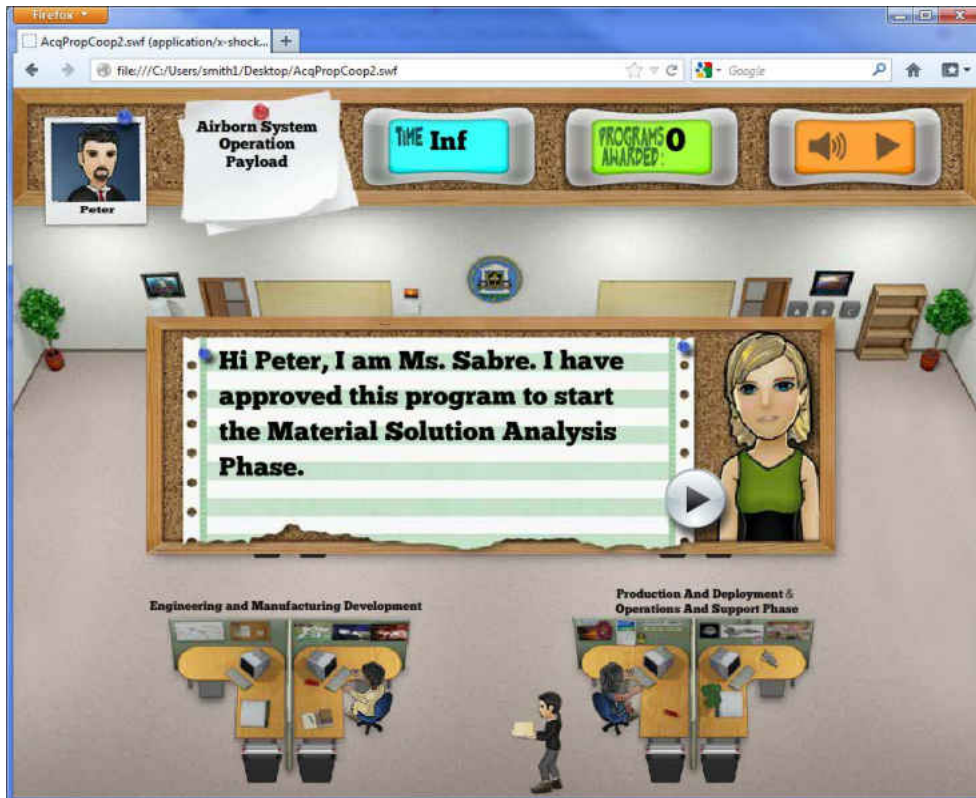 Firefox
AcqPropCoop2.swf (application/x-shock...
file:///C:/Users/smith1/Desktop/AcqPropCoop2.swf
Google
Peter
Airborn System
Operation
Payload
TIME Inf
PROGRAMS 0
AWARDED:
A B C
Hi Peter, I am Ms. Sabre. I have
approved this program to start
the Material Solution Analysis
Phase.
Engineering and Manufacturing Development
Production And Deployment &
Operations And Support Phase